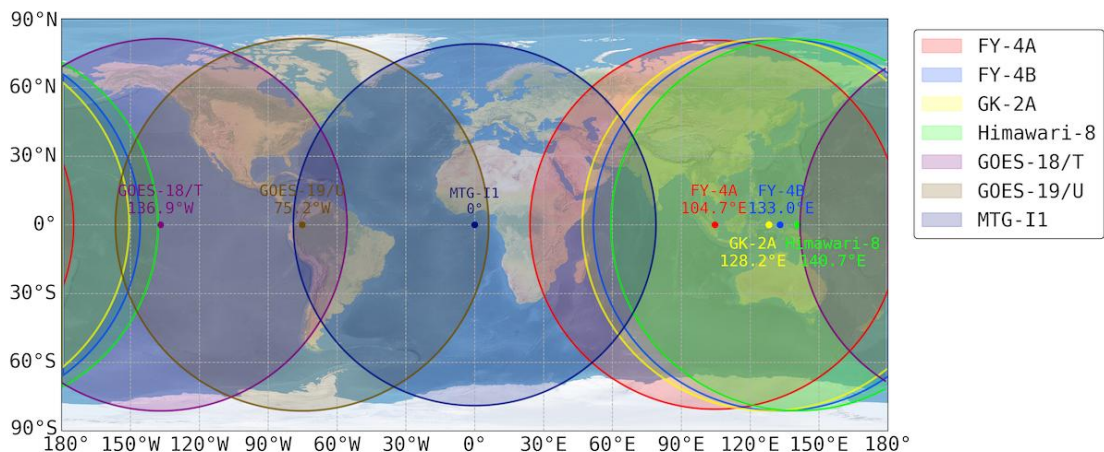 90°N
60°N
30°N
0°
30°S
60°S
90°S
180°
150°W
120°W
90°W
60°W
30°W
0°
30°E
60°E
90°E
120°E
150°E
180°
GOES-18/T
136.9°W
GOES-19/U
75.2°W
MTG-I1
0°
FY-4A
104.7°E
FY-4B
133.0°E
GK-2A
128.2°E
Himawari-8
140.7°E
FY-4A
FY-4B
GK-2A
Himawari-8
GOES-18/T
GOES-19/U
MTG-I1